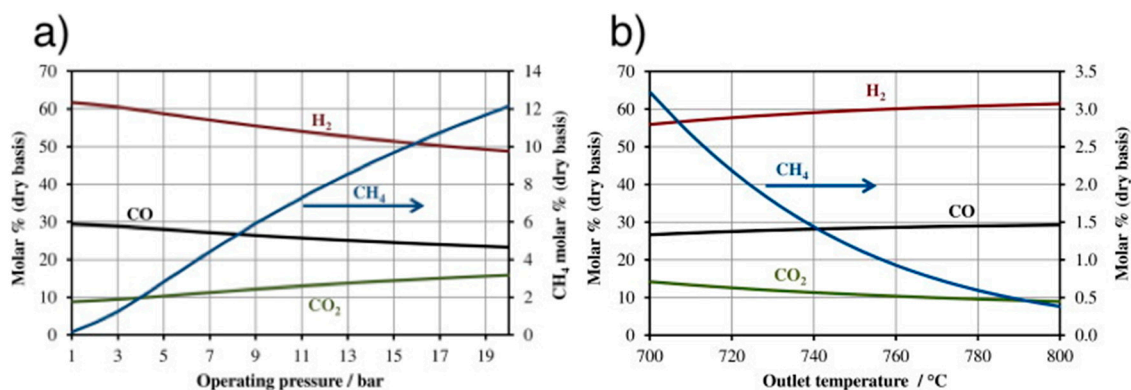 a)
70
60
50
40
30
20
10
0
Molar % (dry basis)
14
12
10
8
6
4
2
0
CH₄ molar % (dry basis)
H₂
CH₄
CO
CO₂
1 3 5 7 9 11 13 15 17 19
Operating pressure / bar
b)
70
60
50
40
30
20
10
0
Molar % (dry basis)
3.5
3.0
2.5
2.0
1.5
1.0
0.5
0.0
Molar % (dry basis)
H₂
CH₄
CO
CO₂
700 720 740 760 780 800
Outlet temperature / °C